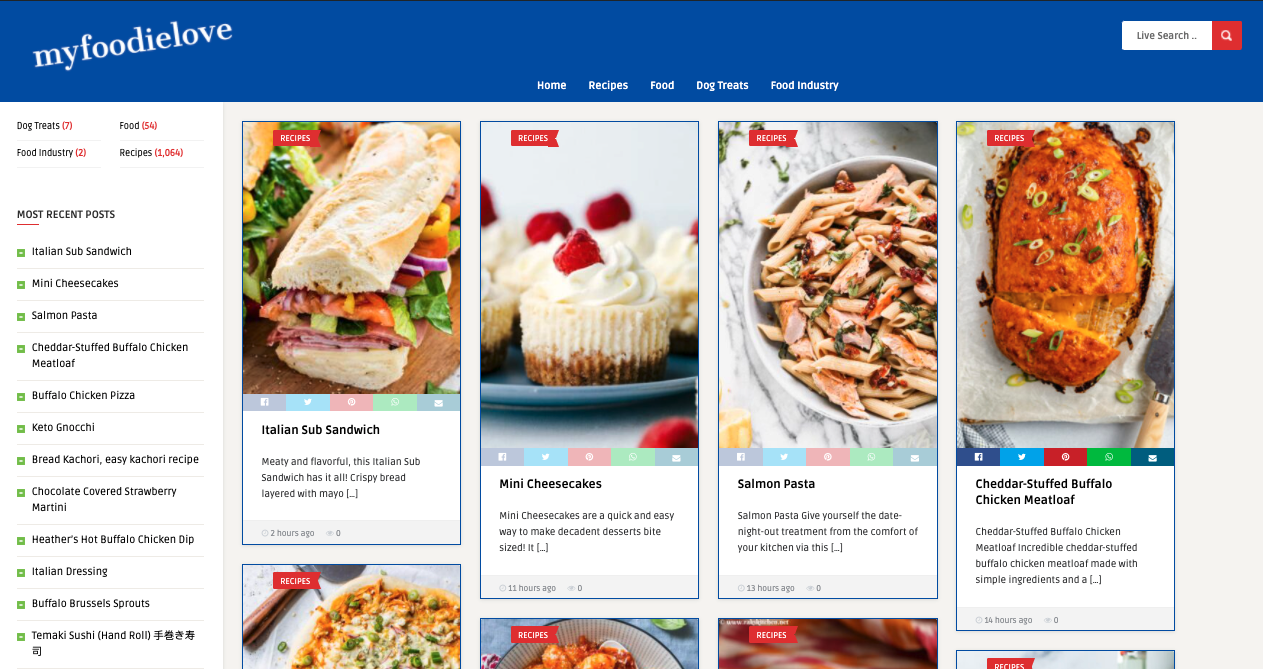 myfoodielove
Live Search ..
Home Recipes Food Dog Treats Food Industry
Dog Treats (7) Food (54)
Food Industry (2) Recipes (1,064)
MOST RECENT POSTS
Italian Sub Sandwich
Mini Cheesecakes
Salmon Pasta
Cheddar-Stuffed Buffalo Chicken
Meatloaf
Buffalo Chicken Pizza
Keto Gnocchi
Bread Kachori, easy kachori recipe
Chocolate Covered Strawberry
Martini
Heather's Hot Buffalo Chicken Dip
Italian Dressing
Buffalo Brussels Sprouts
Temaki Sushi (Hand Roll) 手巻き寿
司
RECIPES
Italian Sub Sandwich
Meaty and flavorful, this Italian Sub
Sandwich has it all! Crispy bread
layered with mayo [...]
2 hours ago 0
RECIPES
RECIPES
Mini Cheesecakes
Mini Cheesecakes are a quick and easy
way to make decadent desserts bite
sized! It [...]
11 hours ago 0
RECIPES
RECIPES
Salmon Pasta
Salmon Pasta Give yourself the date-
night-out treatment from the comfort of
your kitchen via this [...]
13 hours ago 0
RECIPES
RECIPES
Cheddar-Stuffed Buffalo
Chicken Meatloaf
Cheddar-Stuffed Buffalo Chicken
Meatloaf Incredible cheddar-stuffed
buffalo chicken meatloaf made with
simple ingredients and a [...]
14 hours ago 0
RECIPES